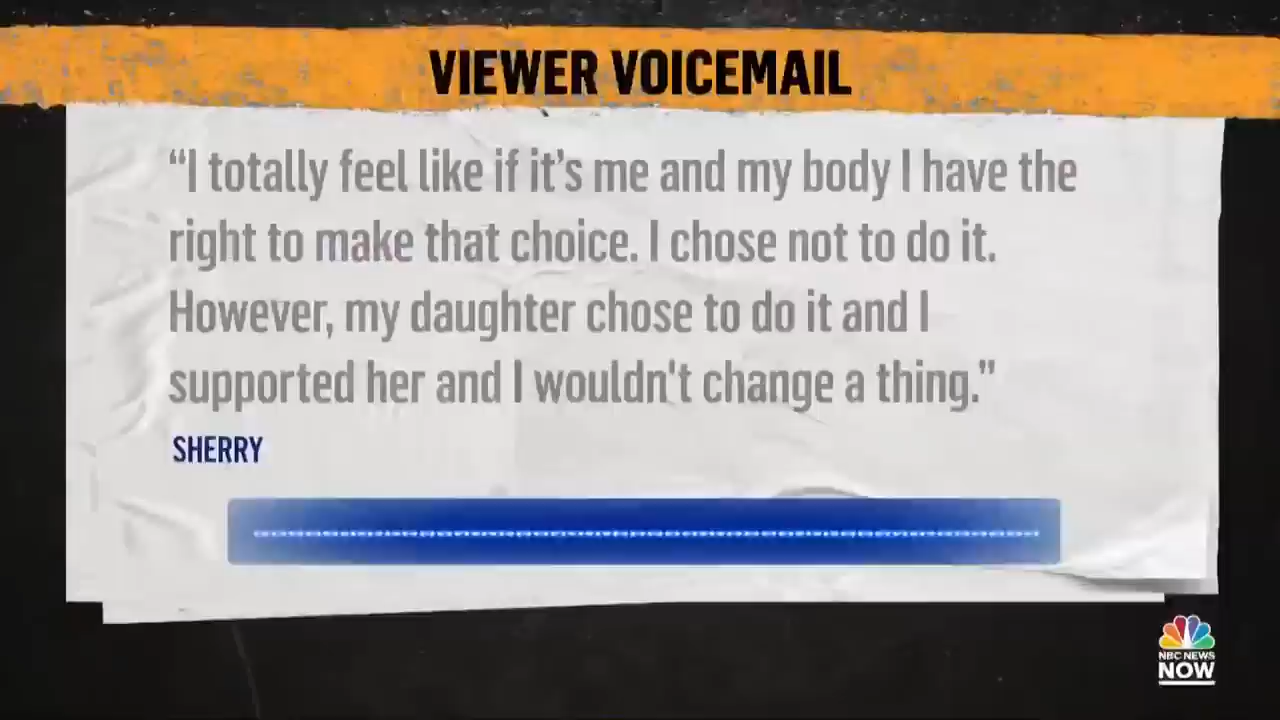 VIEWER VOICEMAIL
“I totally feel like if it’s me and my body I have the
right to make that choice. I chose not to do it.
However, my daughter chose to do it and I
supported her and I wouldn't change a thing.”
SHERRY
NBC NEWS
NOW